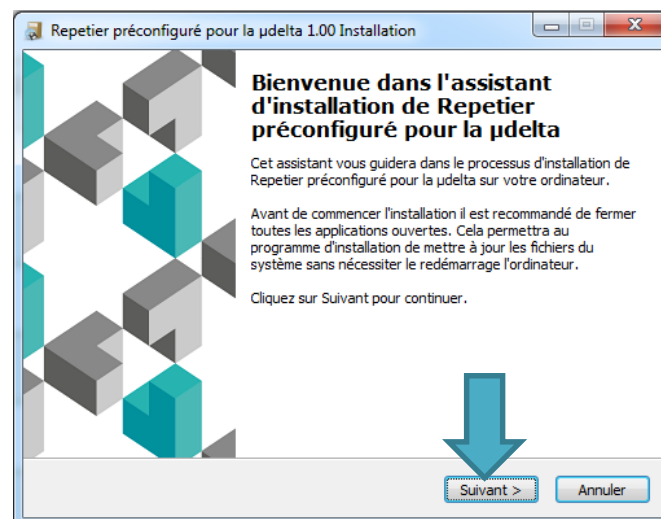 Repetier préconfiguré pour la µdelta 1.00 Installation
Bienvenue dans l'assistant
d'installation de Repetier
préconfiguré pour la µdelta
Cet assistant vous guidera dans le processus d'installation de
Repetier préconfiguré pour la µdelta sur votre ordinateur.
Avant de commencer l'installation il est recommandé de fermer
toutes les applications ouvertes. Cela permettra au
programme d'installation de mettre à jour les fichiers du
système sans nécessiter le redémarrage l'ordinateur.
Cliquez sur Suivant pour continuer.
Suivant > Annuler